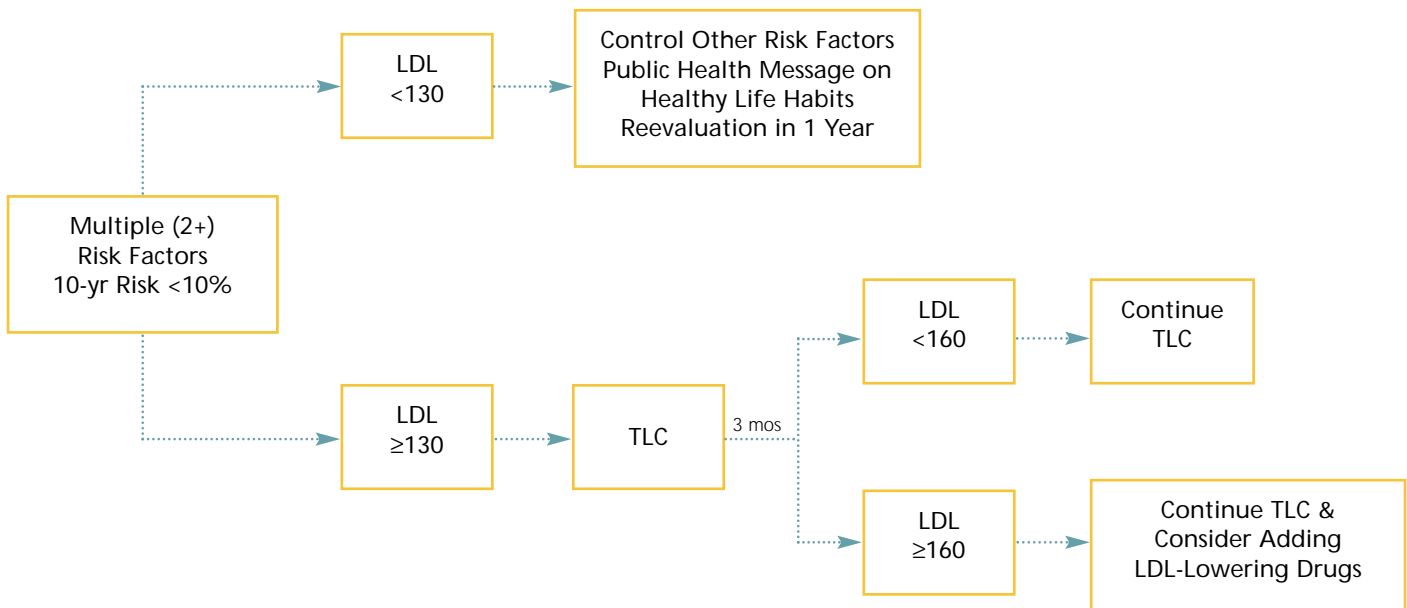 LDL
<130
Control Other Risk Factors
Public Health Message on
Healthy Life Habits
Reevaluation in 1 Year
Multiple (2+)
Risk Factors
10-yr Risk <10%
LDL
≥130
TLC
3 mos
LDL
<160
Continue
TLC
LDL
≥160
Continue TLC &
Consider Adding
LDL-Lowering Drugs